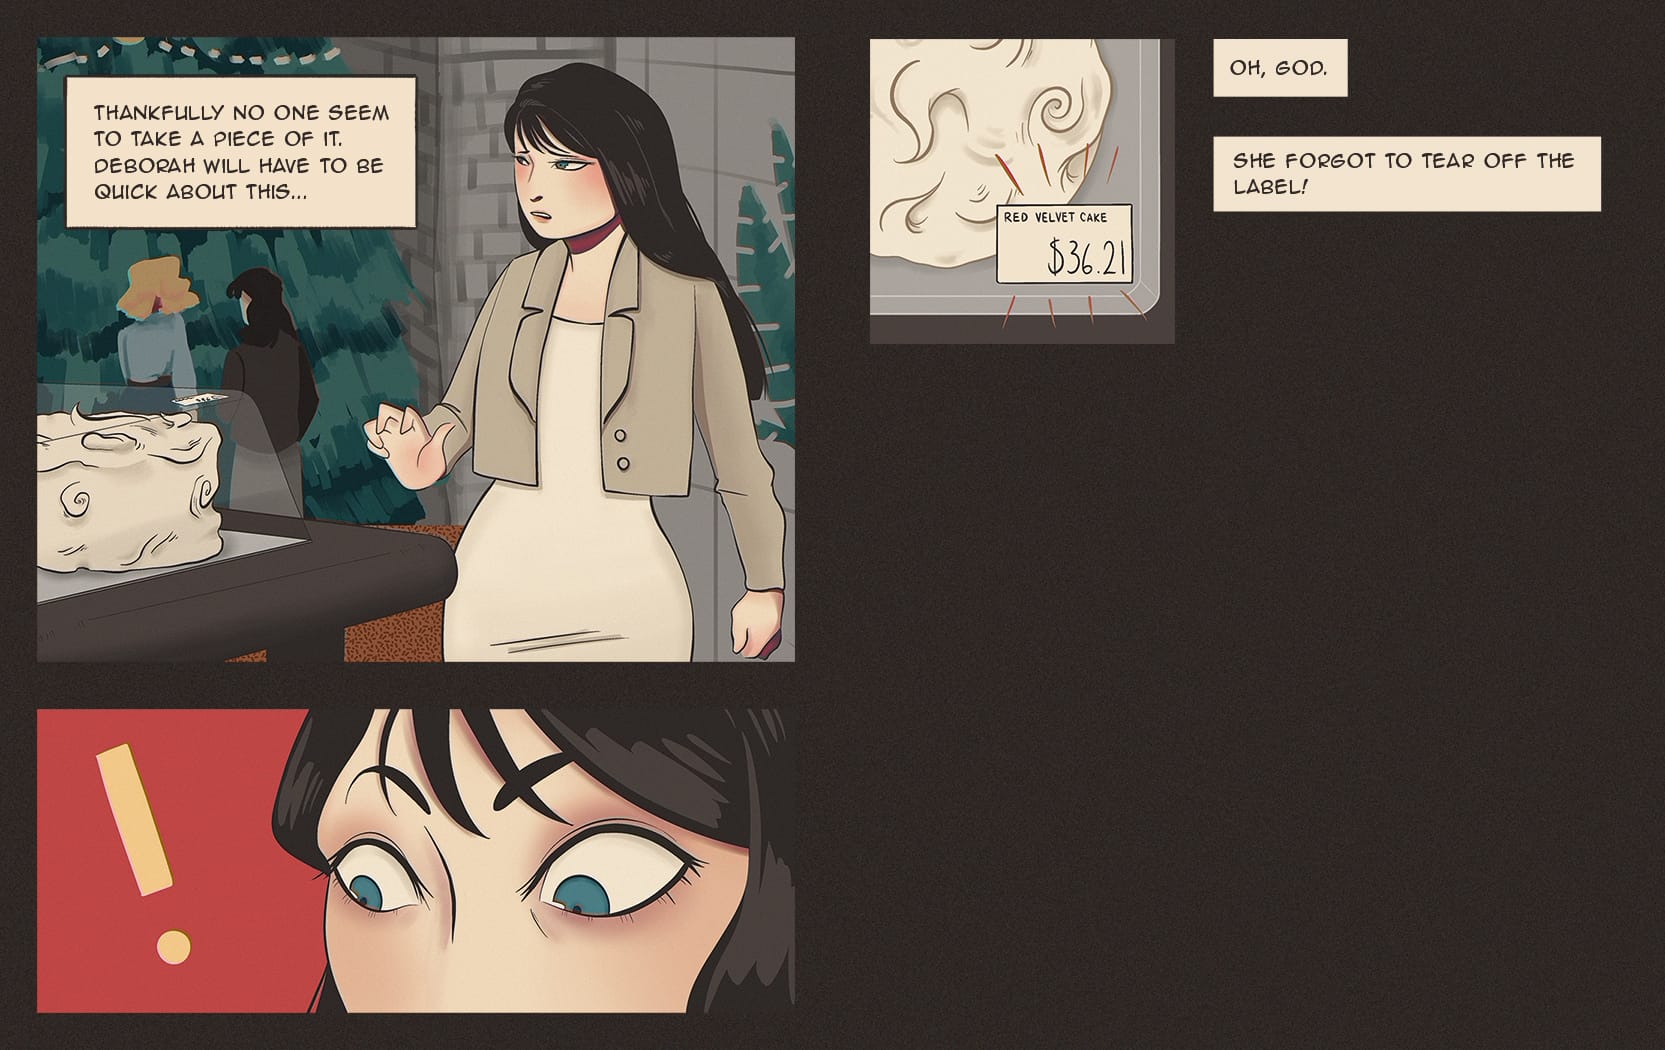 THANKFULLY NO ONE SEEM
TO TAKE A PIECE OF IT.
DEBORAH WILL HAVE TO BE
QUICK ABOUT THIS...
!
RED VELVET CAKE
$36.21
OH, GOD.
SHE FORGOT TO TEAR OFF THE
LABEL!